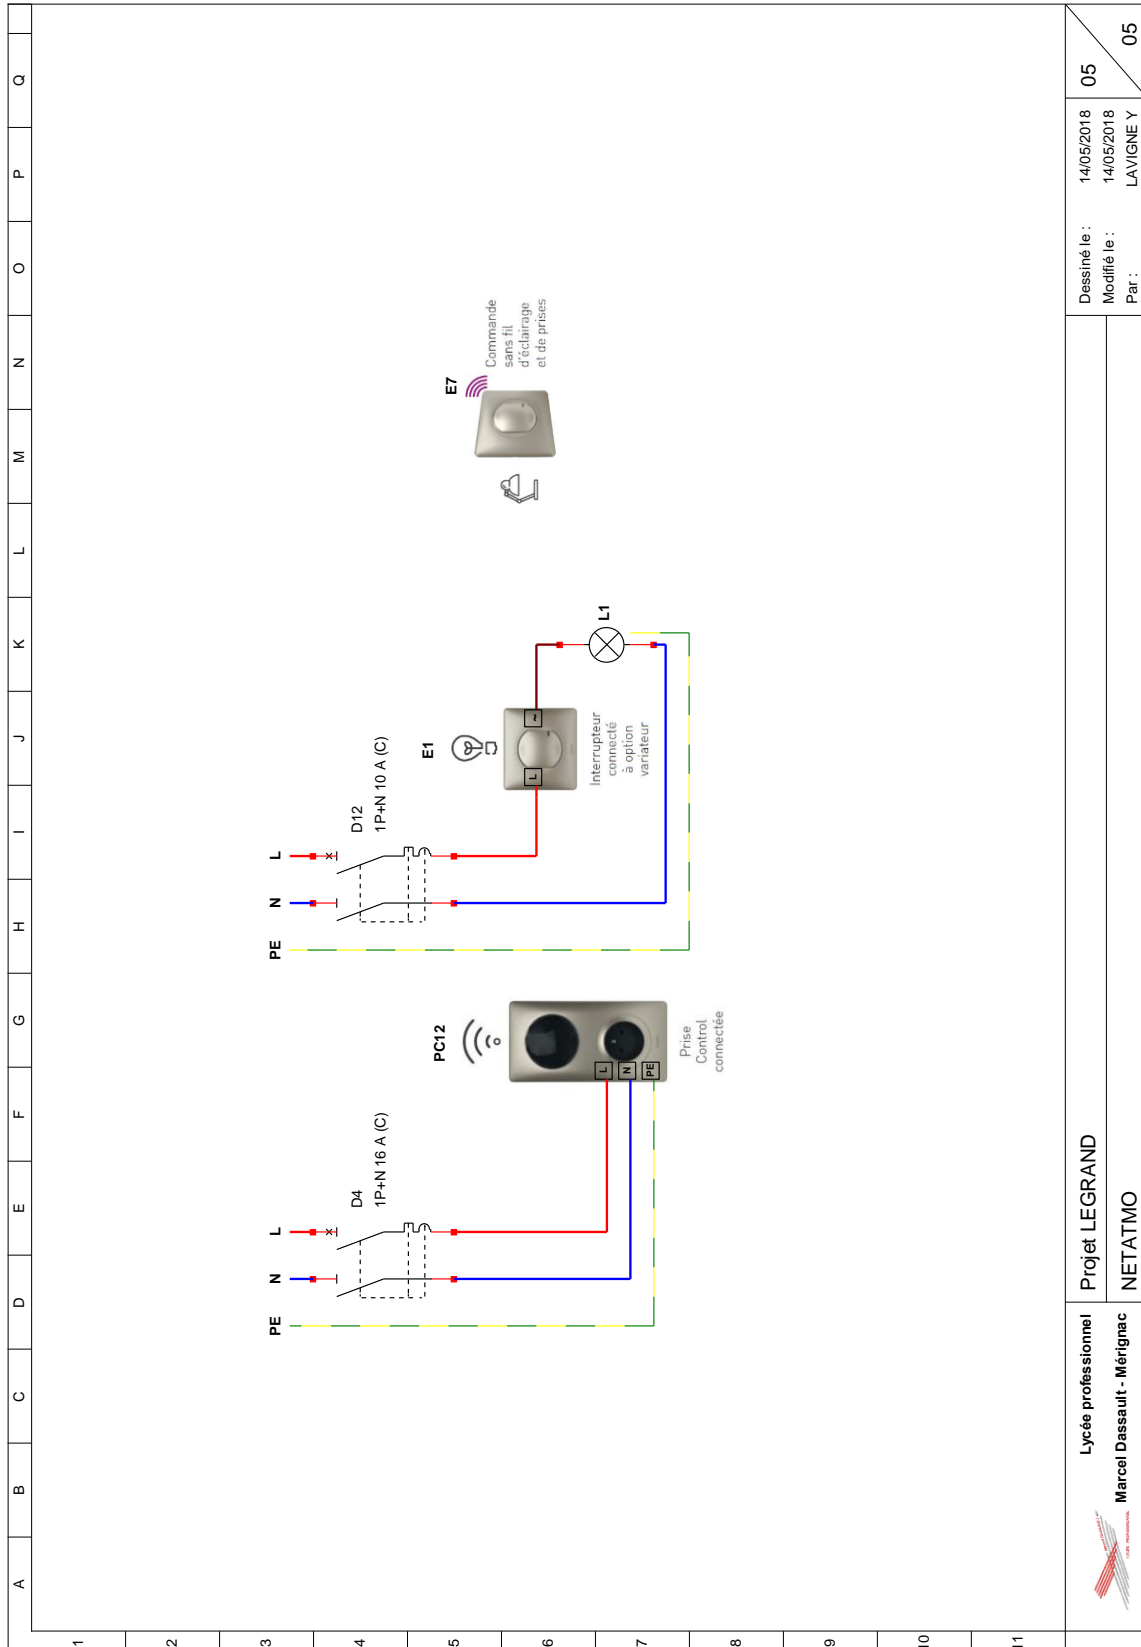 A B C D E F G H I J K L M N O P Q
1
2
3
4
5
6
7
8
9
10
11
PE N L
D4
1P+N 16 A (C)
PC12
L
N
PE
Prise
Control
connectée
PE N L
D12
1P+N 10 A (C)
E1
L
~
Interrupteur
connecté
à option
variateur
L1
E7
Commande
sans fil
d'éclairage
et de prises
Lycée professionnel
Marcel Dassault - Mérignac
Projet LEGRAND
NETATMO
Dessiné le : 14/05/2018
Modifié le : 14/05/2018
Par : LAVIGNE Y
05
05